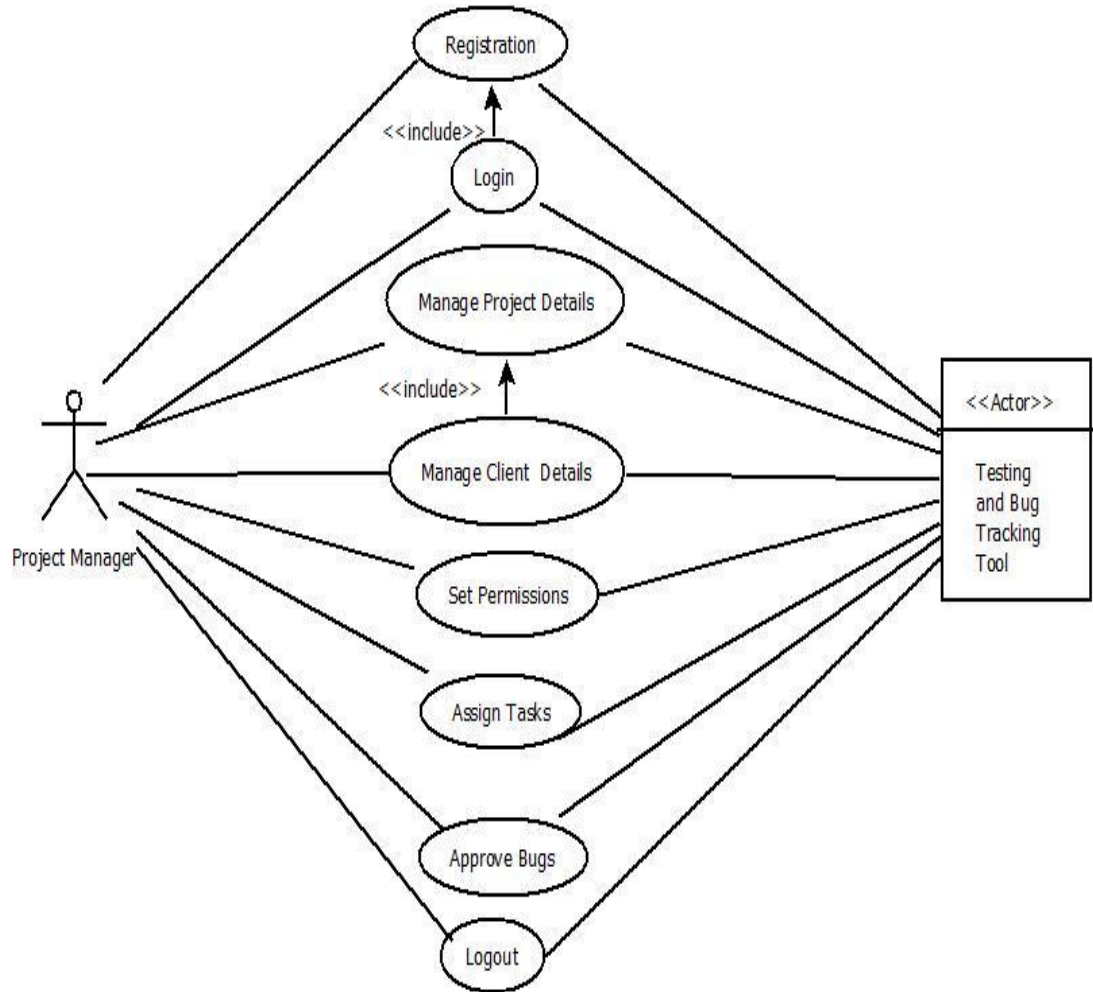 Registration
<<include>>
Login
Manage Project Details
<<include>>
<<Actor>>
Manage Client Details
Testing
and Bug
Tracking
Tool
Project Manager
Set Permissions
Assign Tasks
Approve Bugs
Logout